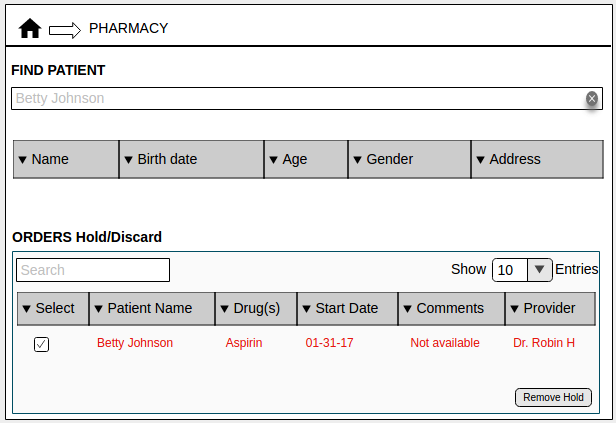 PHARMACY
FIND PATIENT
Betty Johnson
Name Birth date Age Gender Address
ORDERS Hold/Discard
Search Show 10 Entries
Select Patient Name Drug(s) Start Date Comments Provider
Betty Johnson Aspirin 01-31-17 Not available Dr. Robin H
Remove Hold